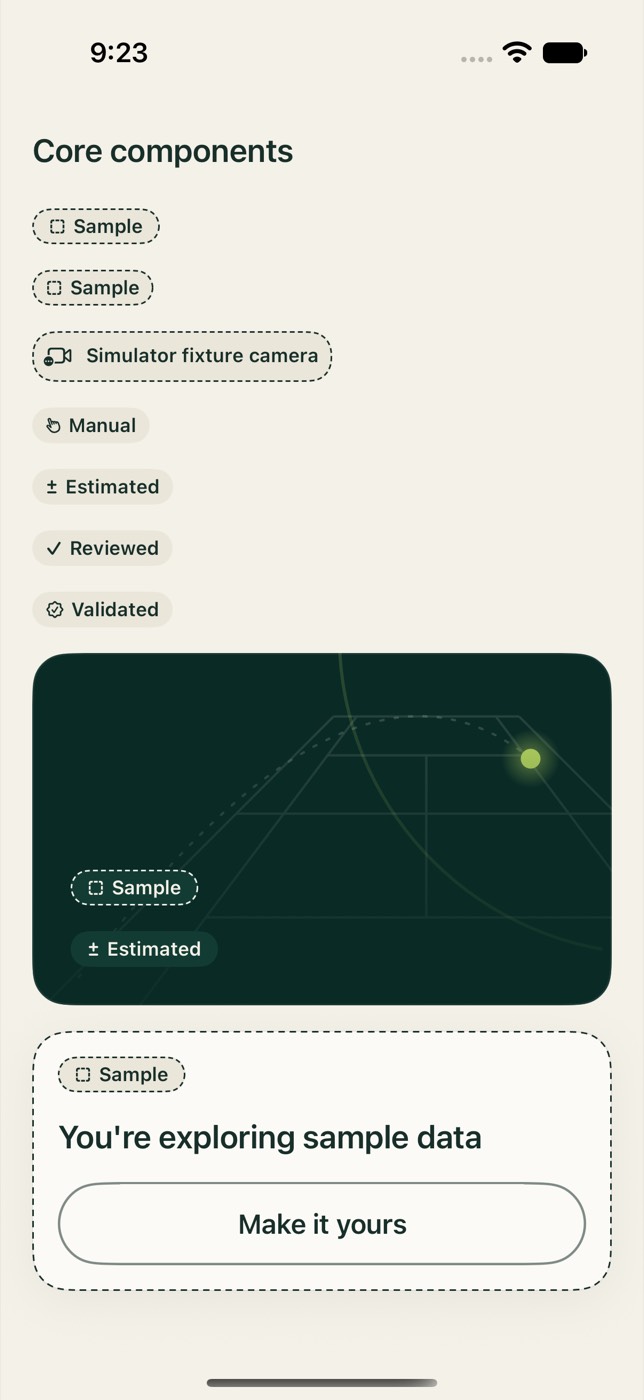 9:23
Core components
Sample
Sample
Simulator fixture camera
Manual
± Estimated
Reviewed
Validated
Sample
± Estimated
Sample
You're exploring sample data
Make it yours